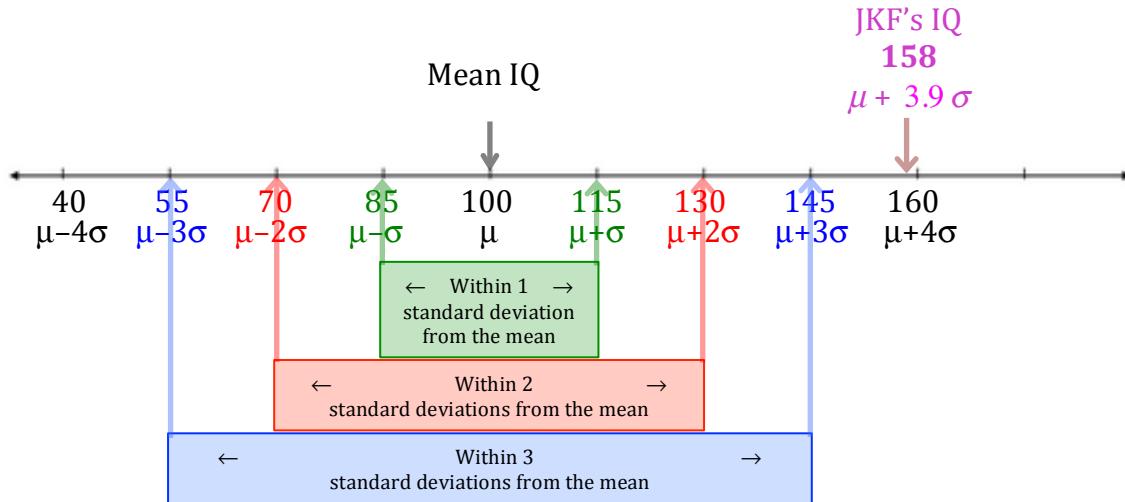 JKF's IQ
158
μ + 3.9 σ
Mean IQ
40 55 70 85 100 115 130 145 160
μ−4σ μ−3σ μ−2σ μ−σ μ μ+σ μ+2σ μ+3σ μ+4σ
← Within 1 →
standard deviation
from the mean
← Within 2 →
standard deviations from the mean
← Within 3 →
standard deviations from the mean